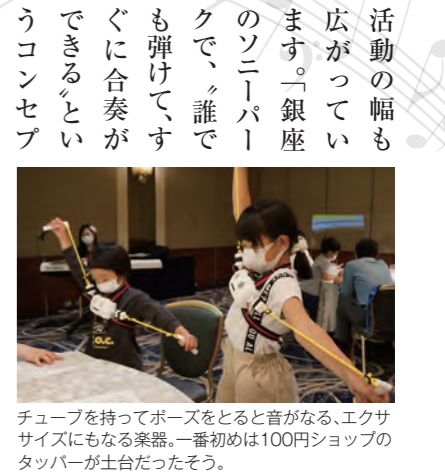 活動の幅も
広がってい
ます。「銀座
のソニーパー
クで、〝誰で
も弾けて、す
ぐに合奏が
できる〟とい
うコンセプ
チューブを持ってポーズをとると音がなる、エクサ
サイズにもなる楽器。一番初めは100円ショップの
タッパーが土台だったそう。